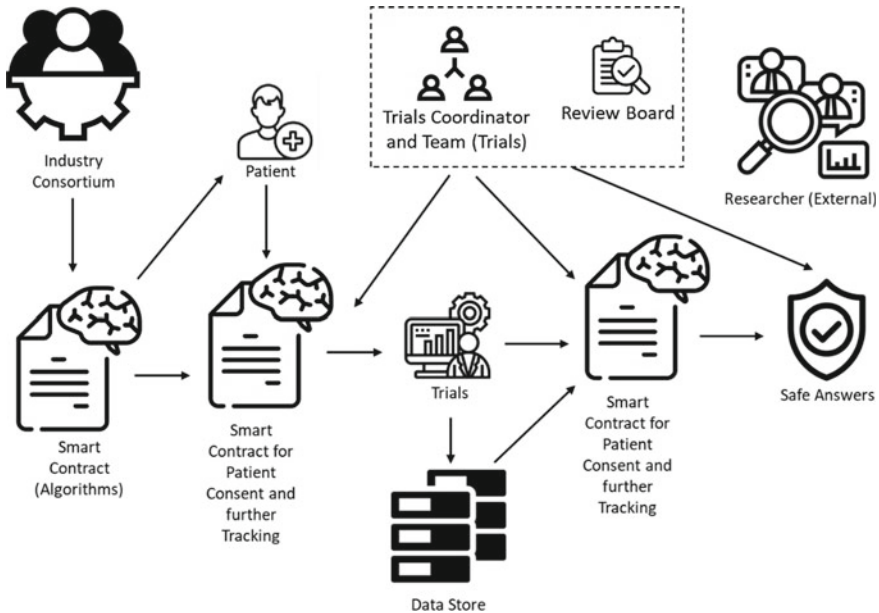 Industry
Consortium
Patient
Trials Coordinator
and Team (Trials)
Review Board
Researcher (External)
Smart
Contract
(Algorithms)
Smart
Contract for
Patient
Consent and
further
Tracking
Trials
Data Store
Smart
Contract for
Patient
Consent and
further
Tracking
Safe Answers